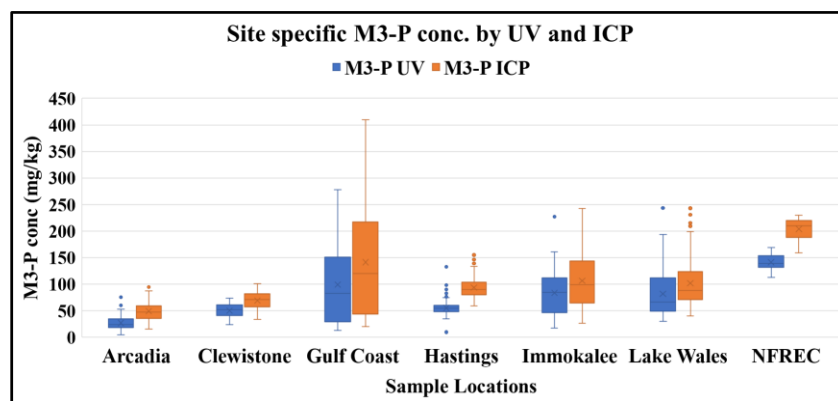 Site specific M3-P conc. by UV and ICP
M3-P UV M3-P ICP
M3-P conc (mg/kg)
450
400
350
300
250
200
150
100
50
0
Arcadia Clewistone Gulf Coast Hastings Immokalee Lake Wales NFREC
Sample Locations